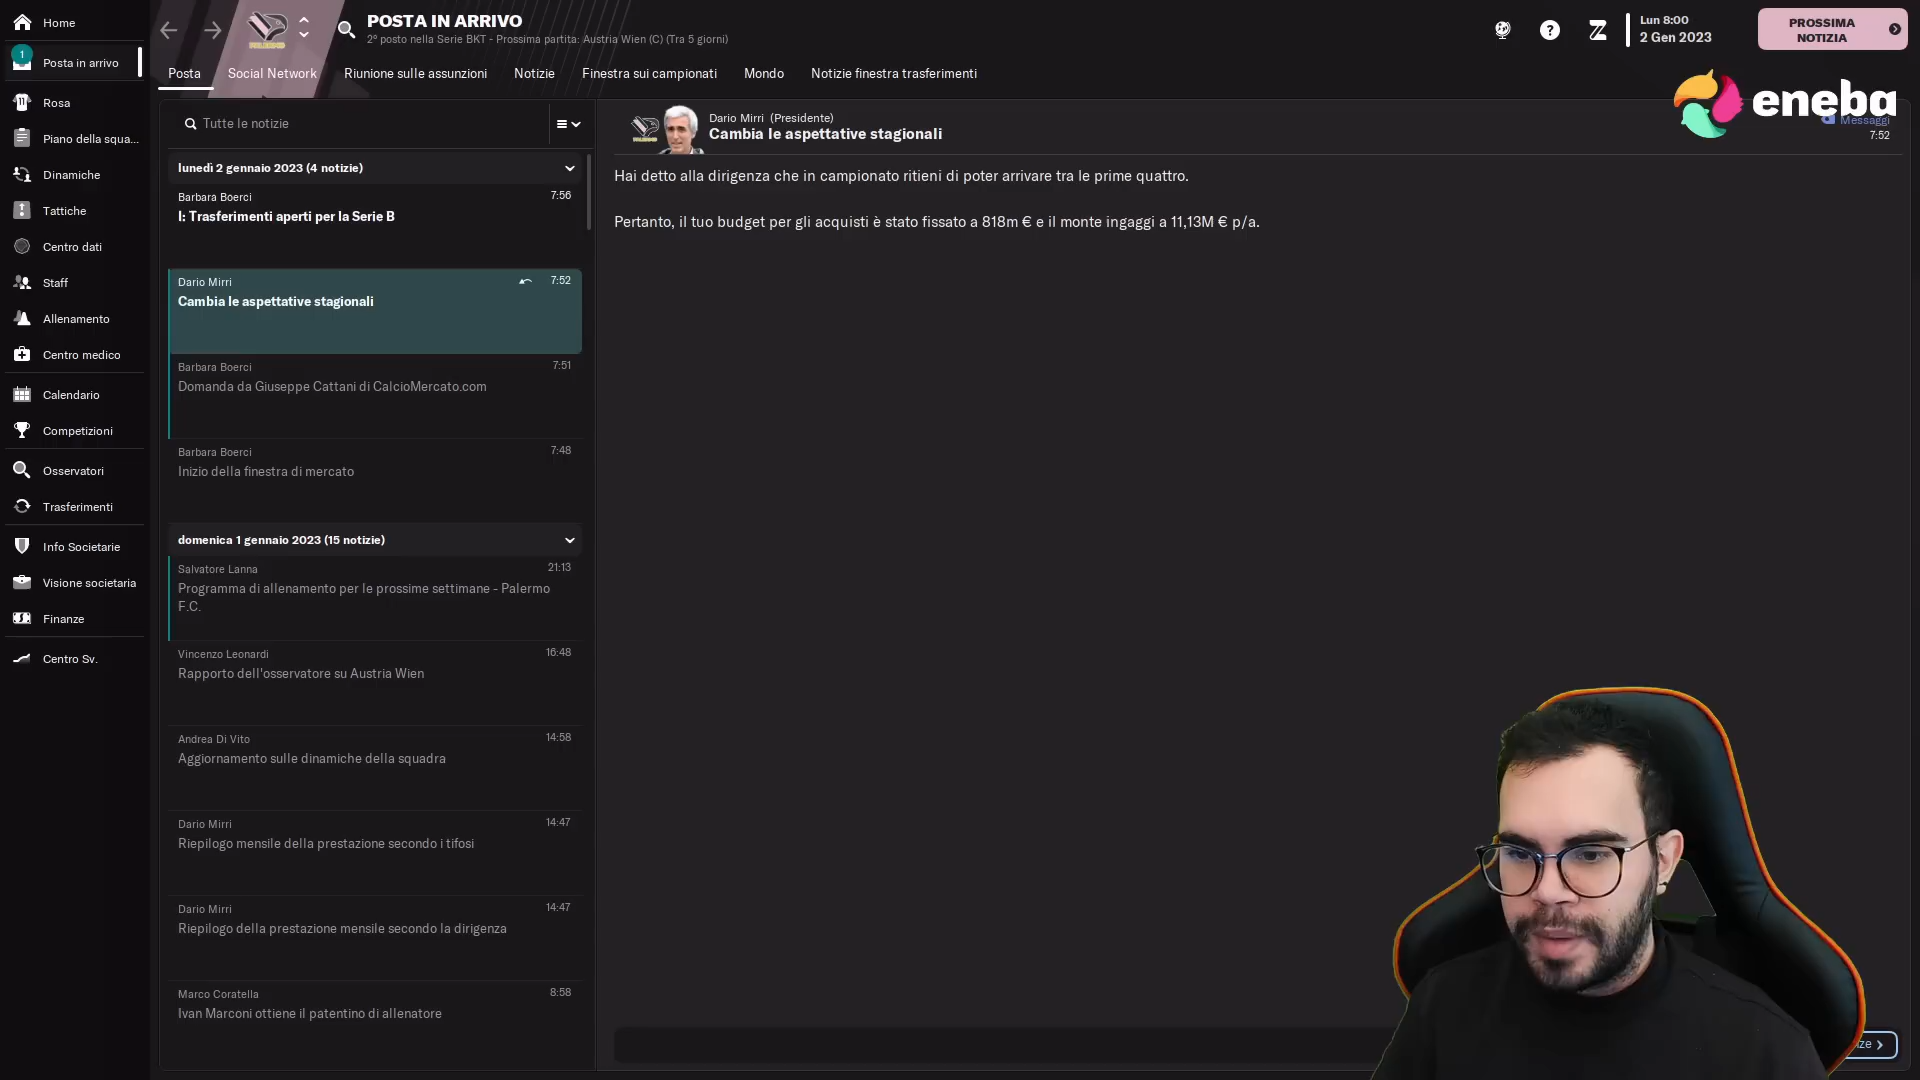 Home
POSTA IN ARRIVO
2º posto nella Serie BKT - Prossima partita: Austria Wien (C) (Tra 5 giorni)
Lun 8:00
2 Gen 2023
PROSSIMA
NOTIZIA
1
Posta in arrivo
Posta
Social Network
Riunione sulle assunzioni
Notizie
Finestra sui campionati
Mondo
Notizie finestra trasferimenti
eneba
Rosa
Piano della squa...
Dinamiche
Tattiche
Centro dati
Staff
Allenamento
Centro medico
Calendario
Competizioni
Osservatori
Trasferimenti
Info Societarie
Visione societaria
Finanze
Centro Sv.
Tutte le notizie
lunedì 2 gennaio 2023 (4 notizie)
Barbara Boerci
7:56
I: Trasferimenti aperti per la Serie B
Dario Mirri
7:52
Cambia le aspettative stagionali
Barbara Boerci
7:51
Domanda da Giuseppe Cattani di CalcioMercato.com
Barbara Boerci
7:48
Inizio della finestra di mercato
domenica 1 gennaio 2023 (15 notizie)
Salvatore Lanna
21:13
Programma di allenamento per le prossime settimane - Palermo
F.C.
Vincenzo Leonardi
16:48
Rapporto dell'osservatore su Austria Wien
Andrea Di Vito
14:58
Aggiornamento sulle dinamiche della squadra
Dario Mirri
14:47
Riepilogo mensile della prestazione secondo i tifosi
Dario Mirri
14:47
Riepilogo della prestazione mensile secondo la dirigenza
Marco Coratella
8:58
Ivan Marconi ottiene il patentino di allenatore
Dario Mirri (Presidente)
Cambia le aspettative stagionali
Messaggi
7:52
Hai detto alla dirigenza che in campionato ritieni di poter arrivare tra le prime quattro.
Pertanto, il tuo budget per gli acquisti è stato fissato a 818m € e il monte ingaggi a 11,13M € p/a.